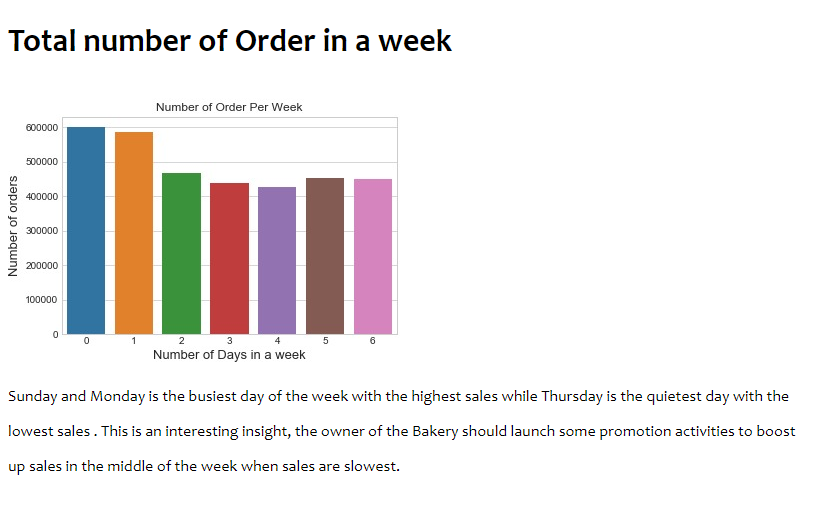 Total number of Order in a week
Number of Order Per Week
600000
500000
400000
300000
200000
100000
0
Number of orders
0 1 2 3 4 5 6
Number of Days in a week
Sunday and Monday is the busiest day of the week with the highest sales while Thursday is the quietest day with the
lowest sales . This is an interesting insight, the owner of the Bakery should launch some promotion activities to boost
up sales in the middle of the week when sales are slowest.